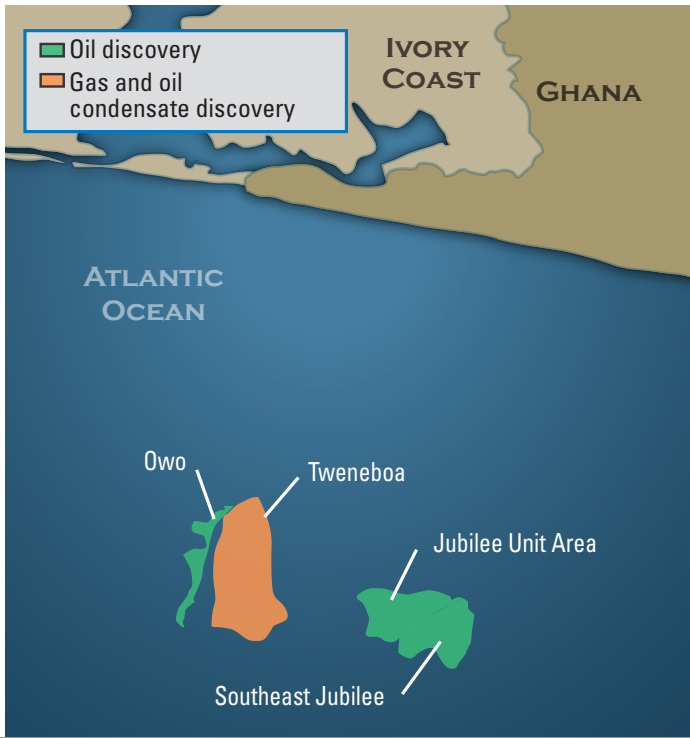 Oil discovery
Gas and oil
condensate discovery
IVORY
COAST
GHANA
ATLANTIC
OCEAN
Owo
Tweneboa
Jubilee Unit Area
Southeast Jubilee